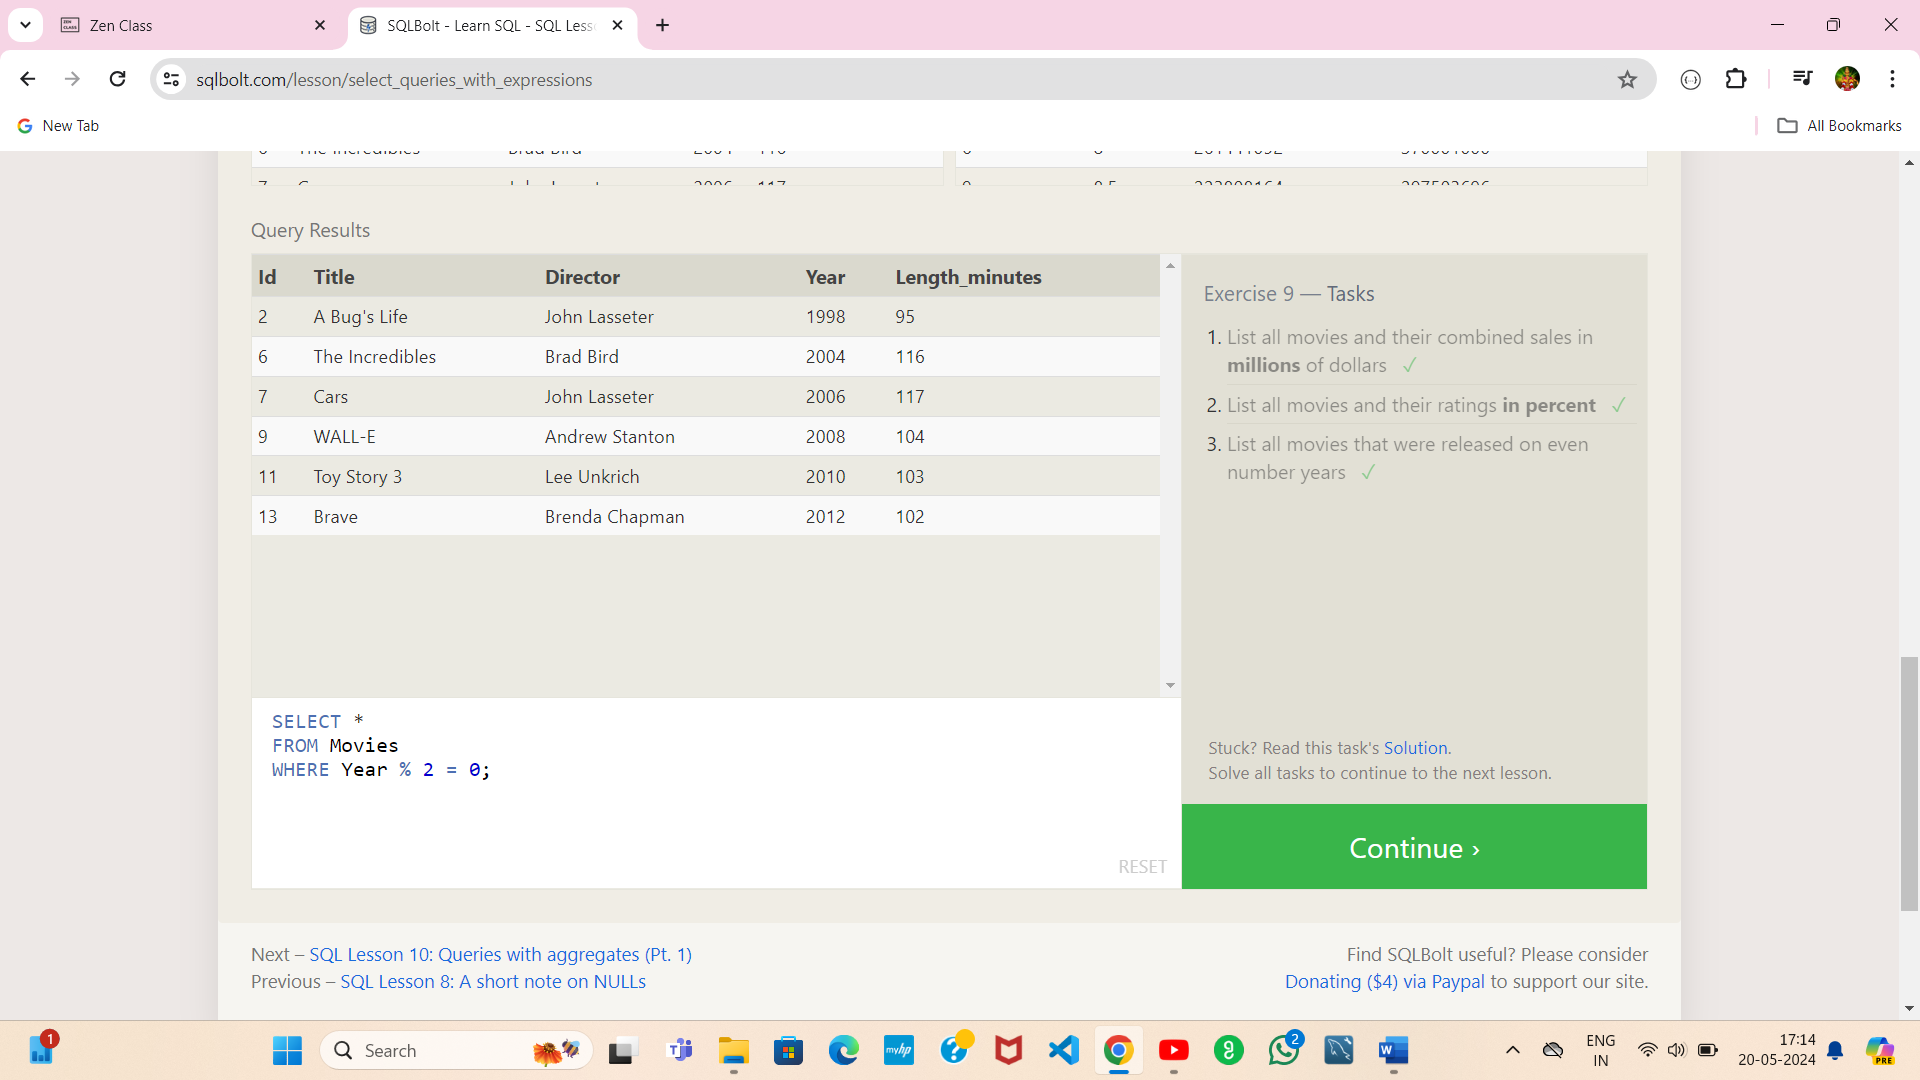 Zen Class
SQLBolt - Learn SQL - SQL Less
sqlbolt.com/lesson/select_queries_with_expressions
New Tab
All Bookmarks
Query Results
Id Title Director Year Length_minutes
2 A Bug's Life John Lasseter 1998 95
6 The Incredibles Brad Bird 2004 116
7 Cars John Lasseter 2006 117
9 WALL-E Andrew Stanton 2008 104
11 Toy Story 3 Lee Unkrich 2010 103
13 Brave Brenda Chapman 2012 102
SELECT *
FROM Movies
WHERE Year % 2 = 0;
RESET
Exercise 9 — Tasks
1. List all movies and their combined sales in
millions of dollars ✓
2. List all movies and their ratings in percent ✓
3. List all movies that were released on even
number years ✓
Stuck? Read this task's Solution.
Solve all tasks to continue to the next lesson.
Continue ›
Next – SQL Lesson 10: Queries with aggregates (Pt. 1)
Previous – SQL Lesson 8: A short note on NULLs
Find SQLBolt useful? Please consider
Donating ($4) via Paypal to support our site.
1
Search
myhp
2
ENG
IN
17:14
20-05-2024
PRE